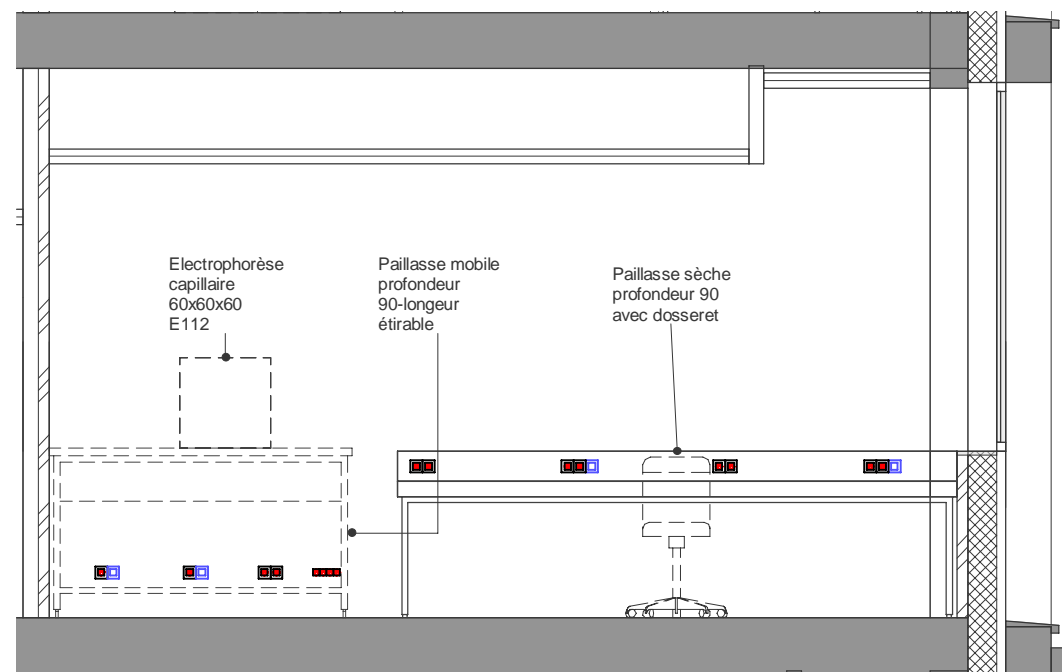 Electrophorèse
capillaire
60x60x60
E112
Paillasse mobile
profondeur
90-longeur
étirable
Paillasse sèche
profondeur 90
avec dosseret